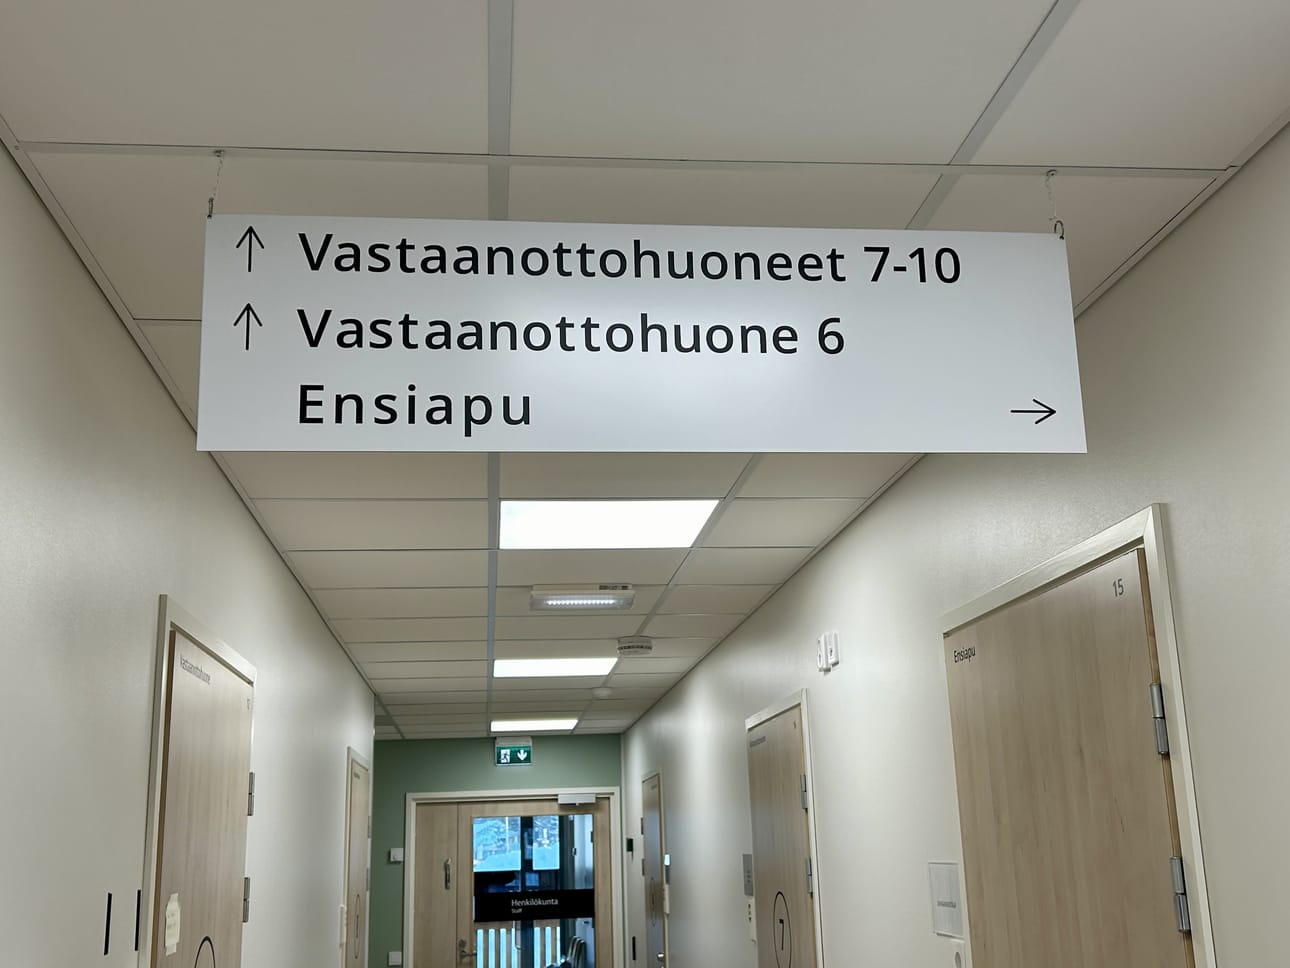 ↑ Vastaanottohuoneet 7-10
↑ Vastaanottohuone 6
Ensiapu →
15
Ensiapu
Vastaanottohuone
7
Henkilökunta
Staff